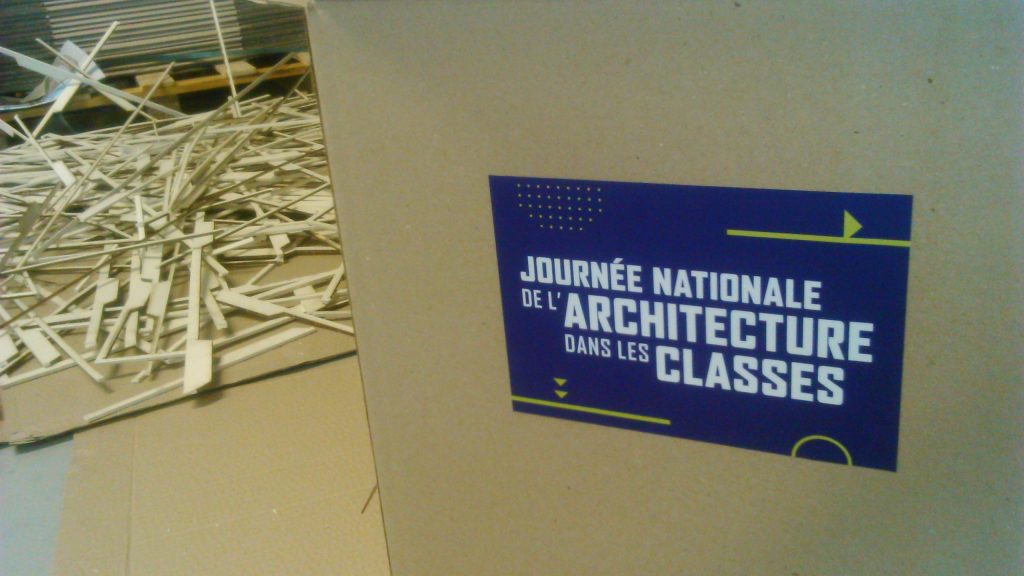 JOURNÉE NATIONALE
DE L'ARCHITECTURE
DANS LES CLASSES